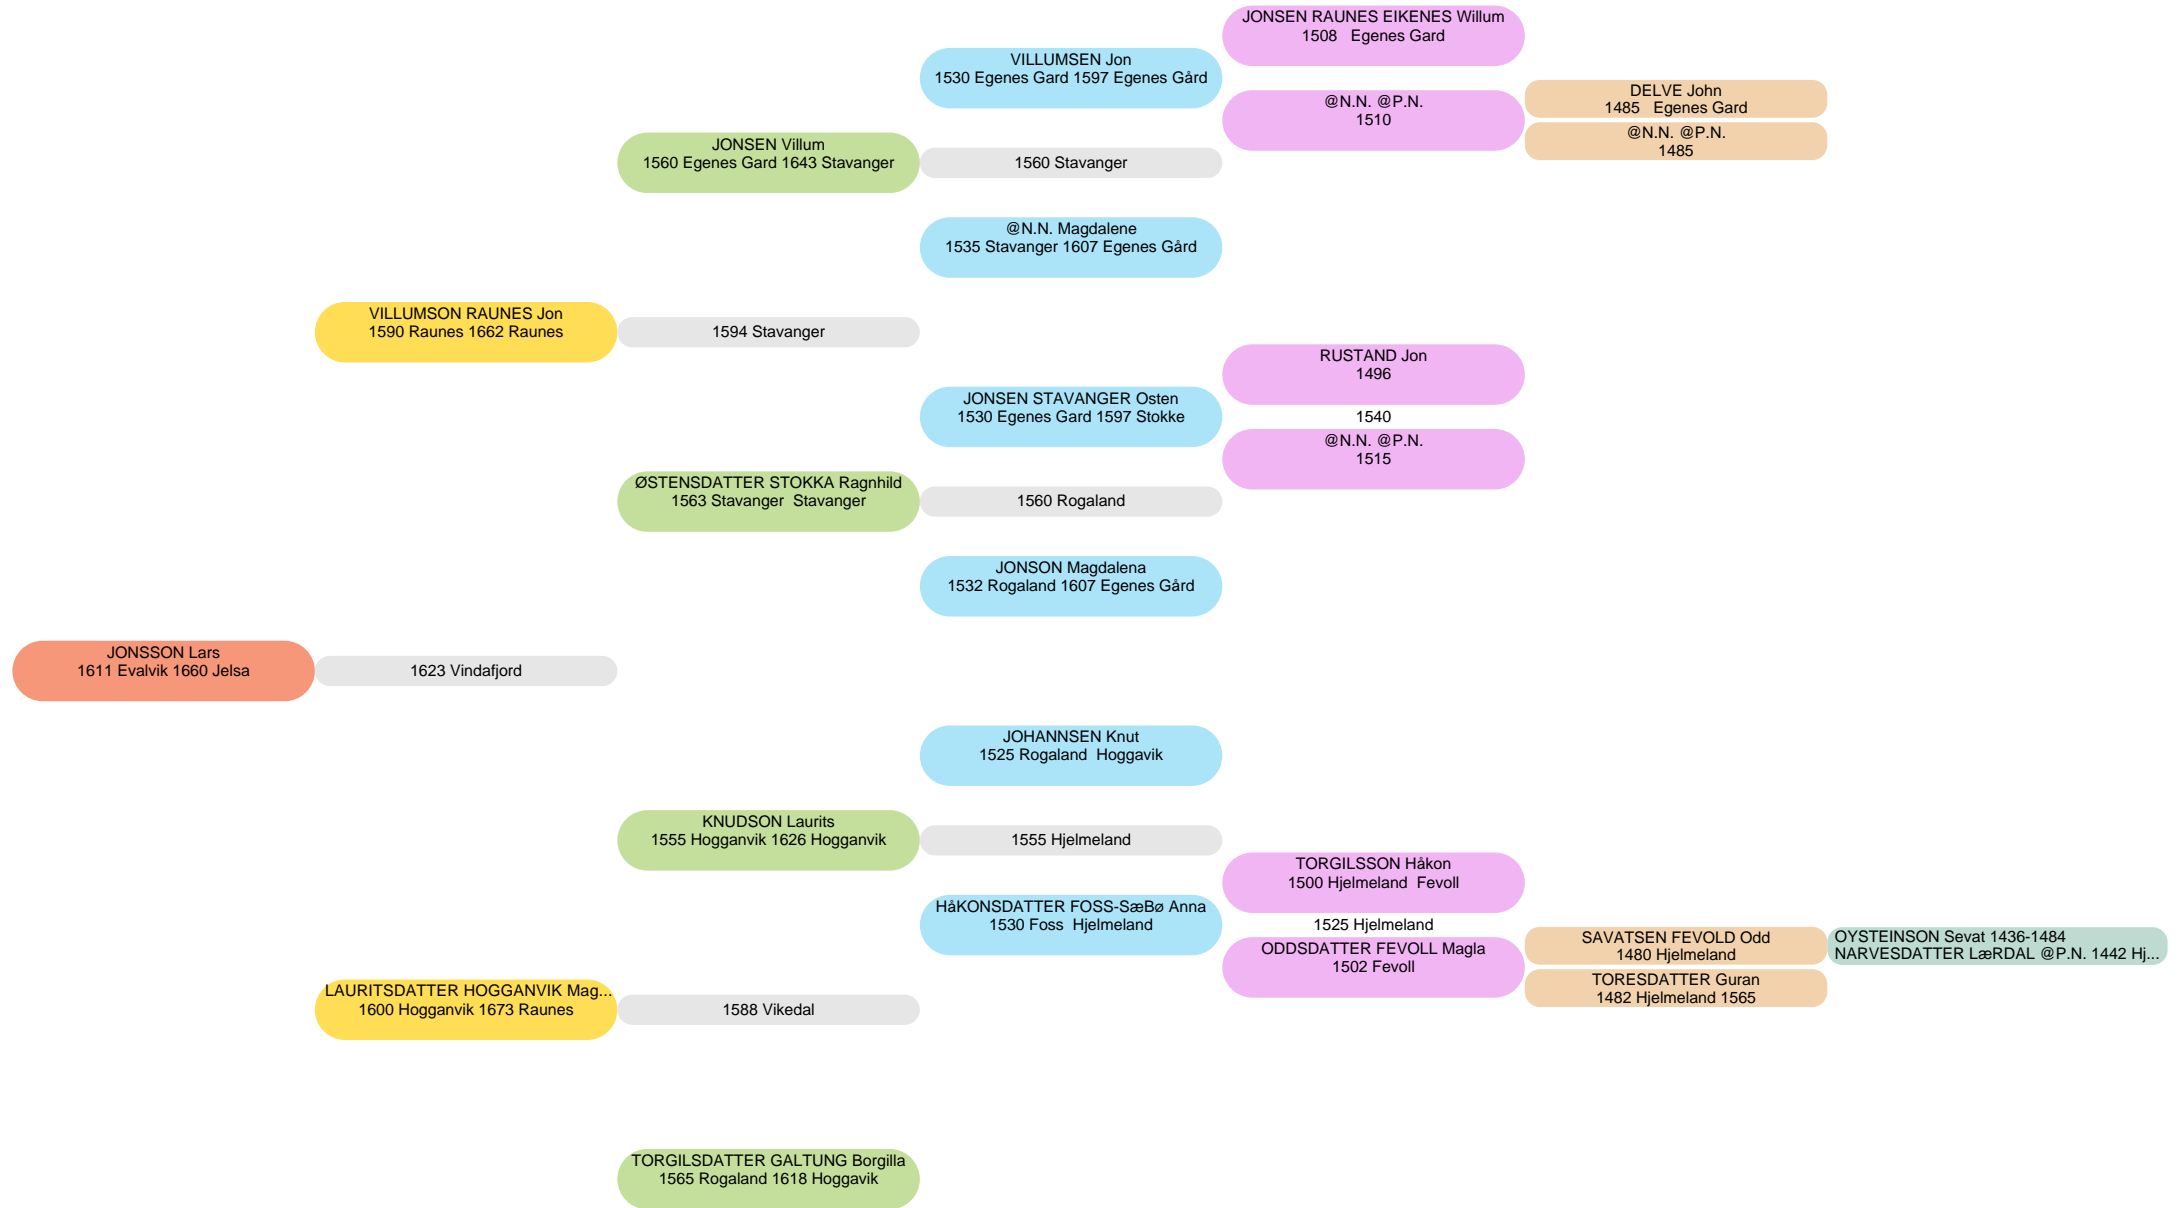 JONSEN RAUNES EIKENES Willum
1508   Egenes Gard
VILLUMSEN Jon
1530 Egenes Gard 1597 Egenes Gård
DELVE John
1485   Egenes Gard
@N.N. @P.N.
1510
@N.N. @P.N.
1485
JONSEN Villum
1560 Egenes Gard 1643 Stavanger
1560 Stavanger
@N.N. Magdalene
1535 Stavanger 1607 Egenes Gård
VILLUMSON RAUNES Jon
1590 Raunes 1662 Raunes
1594 Stavanger
RUSTAND Jon
1496
JONSEN STAVANGER Osten
1530 Egenes Gard 1597 Stokke
1540
@N.N. @P.N.
1515
ØSTENSDATTER STOKKA Ragnhild
1563 Stavanger  Stavanger
1560 Rogaland
JONSON Magdalena
1532 Rogaland 1607 Egenes Gård
JONSSON Lars
1611 Evalvik 1660 Jelsa
1623 Vindafjord
JOHANNSEN Knut
1525 Rogaland  Hoggavik
KNUDSON Laurits
1555 Hogganvik 1626 Hogganvik
1555 Hjelmeland
TORGILSSON Håkon
1500 Hjelmeland  Fevoll
HåKONSDATTER FOSS-SæBø Anna
1530 Foss  Hjelmeland
1525 Hjelmeland
ODDSDATTER FEVOLL Magla
1502 Fevoll
SAVATSEN FEVOLD Odd
1480 Hjelmeland
OYSTEINSON Sevat 1436-1484
NARVESDATTER LæRDAL @P.N. 1442 Hj...
TORESDATTER Guran
1482 Hjelmeland 1565
LAURITSDATTER HOGGANVIK Mag...
1600 Hogganvik 1673 Raunes
1588 Vikedal
TORGILSDATTER GALTUNG Borgilla
1565 Rogaland 1618 Hoggavik